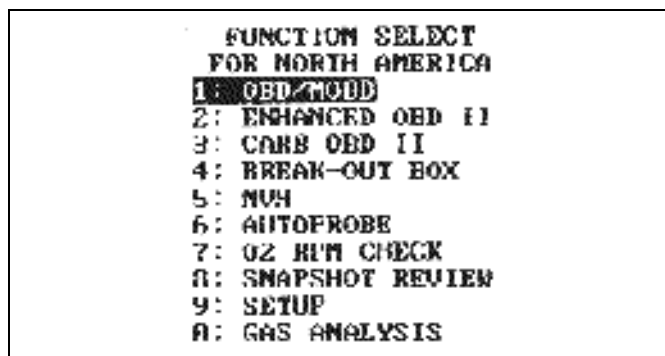 FUNCTION SELECT
FOR NORTH AMERICA
1: OBD/MOBD
2: ENHANCED OBD II
3: CARB OBD II
4: BREAK-OUT BOX
5: NVH
6: AUTOPROBE
7: O2 RPM CHECK
8: SNAPSHOT REVIEW
9: SETUP
A: GAS ANALYSIS